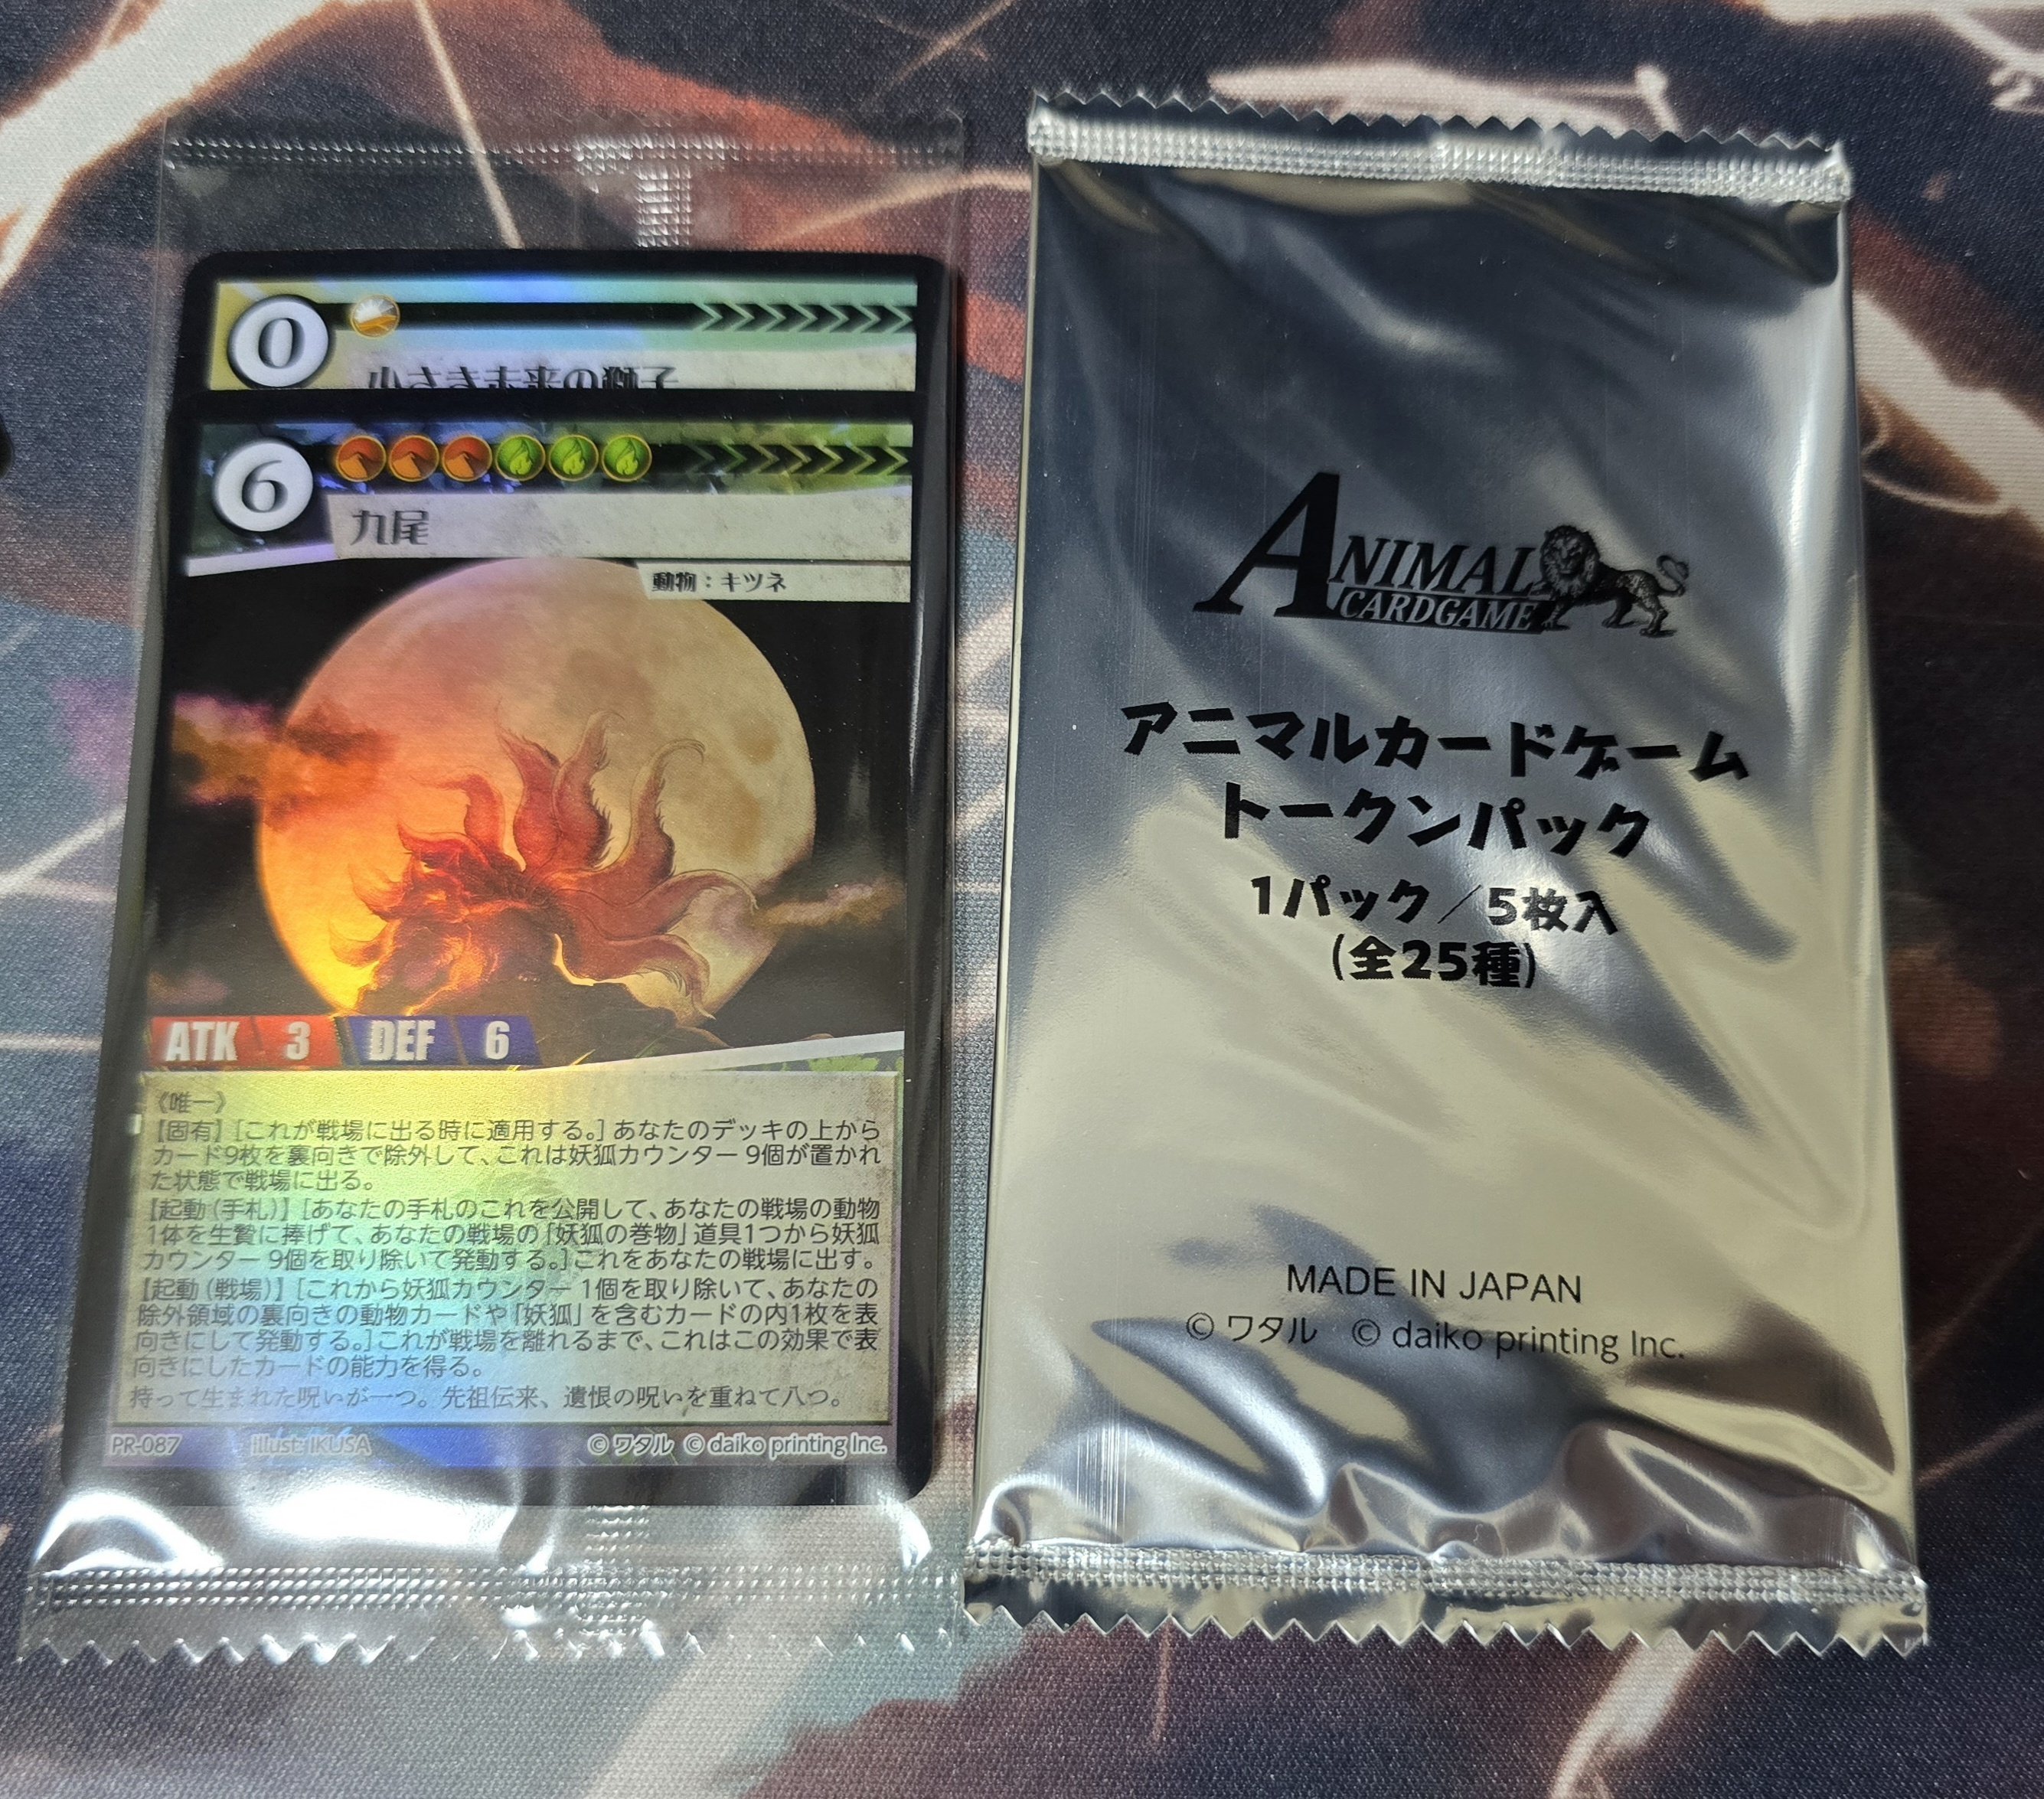 0
小さき未来の獅子
6
九尾
動物：キツネ
ATK 3 DEF 6
《唯一》
【固有】[これが戦場に出る時に適用する。]あなたのデッキの上から
カード9枚を裏向きで除外して、これは妖狐カウンター9個が置かれ
た状態で戦場に出る。
【起動(手札)】[あなたの手札のこれを公開して、あなたの戦場の動物
1体を生贄に捧げて、あなたの戦場の「妖狐の巻物」道具1つから妖狐
カウンター9個を取り除いて発動する。]これをあなたの戦場に出す。
【起動(戦場)】[これから妖狐カウンター1個を取り除いて、あなたの
除外領域の裏向きの動物カードや「妖狐」を含むカードの内1枚を表
向きにして発動する。]これが戦場を離れるまで、これはこの効果で表
向きにしたカードの能力を得る。
持って生まれた呪いが一つ。先祖伝来、遺恨の呪いを重ねて八つ。
PR-087 illust: IKUSA © ワタル © daiko printing Inc.
ANIMAL
CARDGAME
アニマルカードゲーム
トークンパック
1パック／5枚入
(全25種)
MADE IN JAPAN
© ワタル © daiko printing Inc.